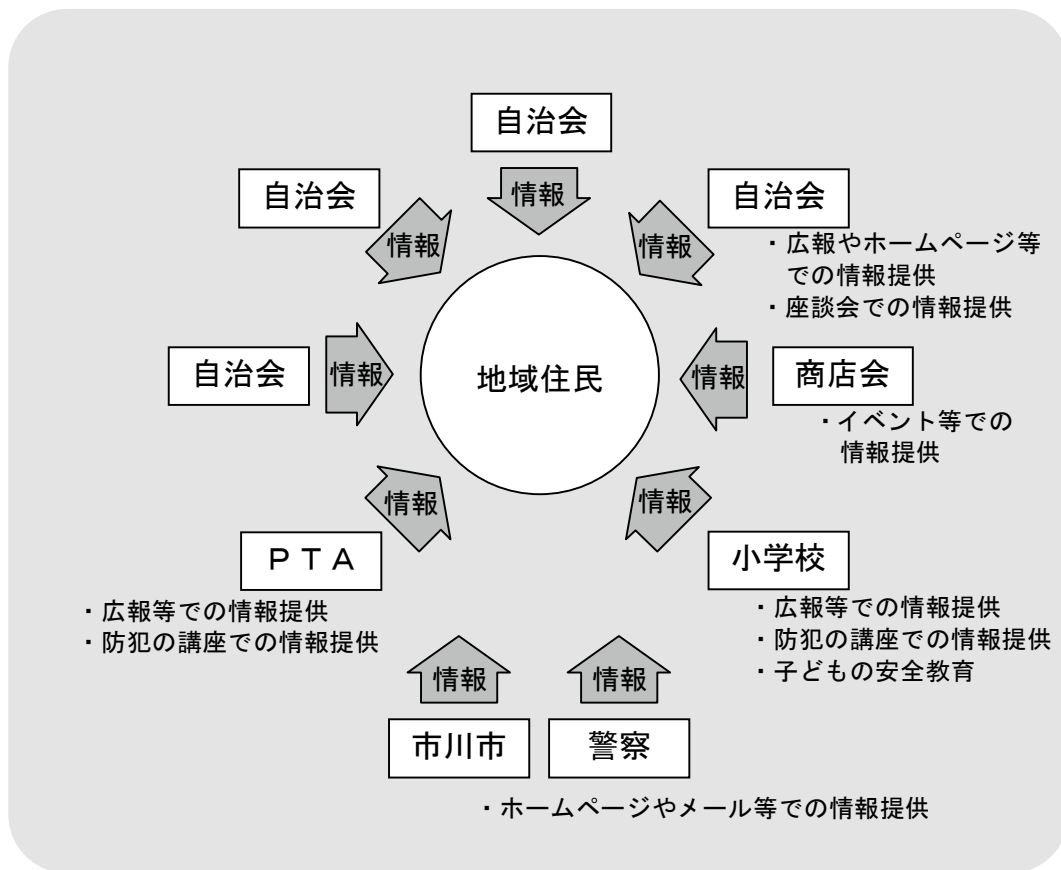 自治会
情報
自治会
情報
自治会
情報
・広報やホームページ等
での情報提供
・座談会での情報提供
自治会
情報
地域住民
情報
商店会
・イベント等での
情報提供
情報
PTA
・広報等での情報提供
・防犯の講座での情報提供
情報
小学校
・広報等での情報提供
・防犯の講座での情報提供
・子どもの安全教育
情報
市川市
情報
警察
・ホームページやメール等での情報提供